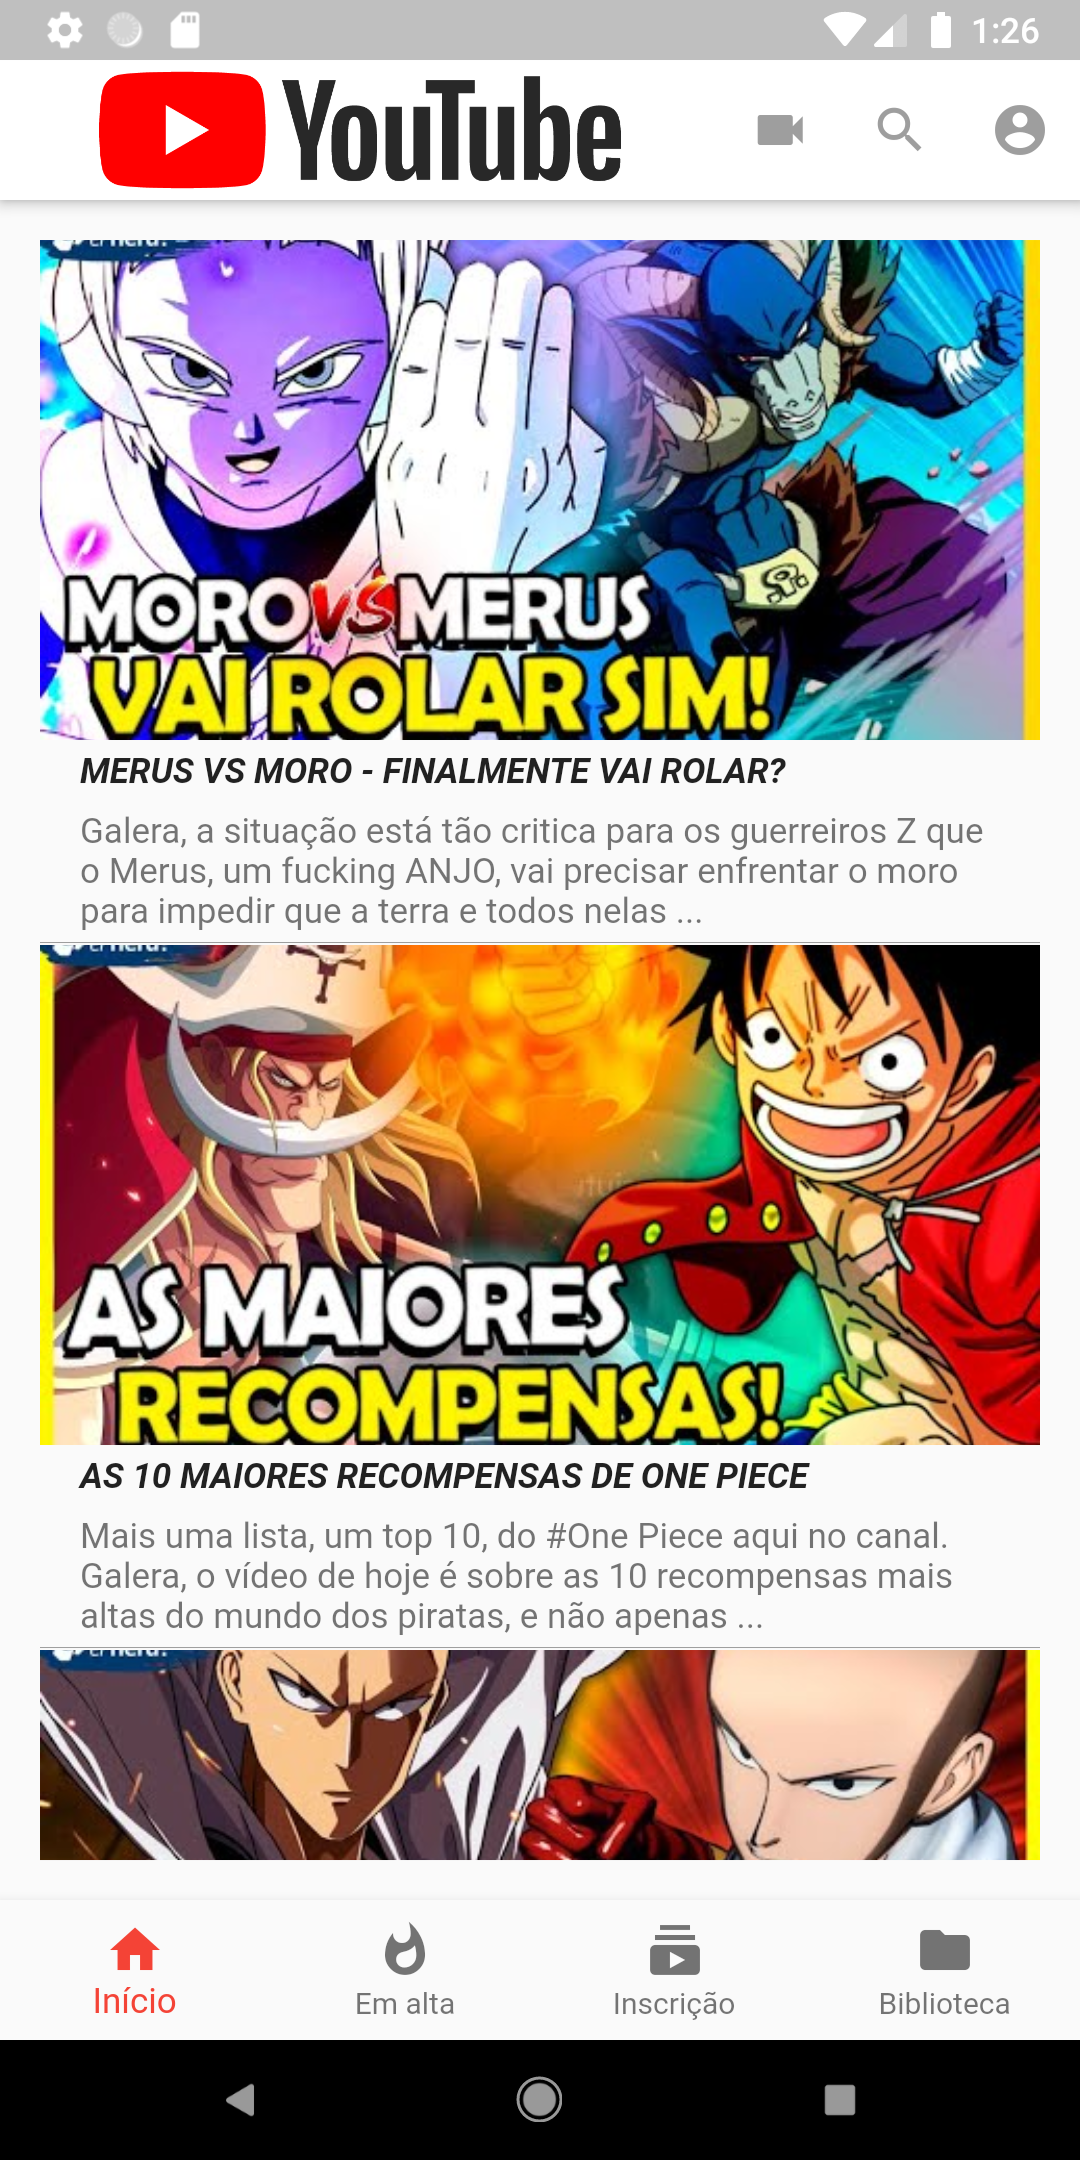 1:26
YouTube
MORO VS MERUS
VAI ROLAR SIM!
MERUS VS MORO - FINALMENTE VAI ROLAR?
Galera, a situação está tão critica para os guerreiros Z que
o Merus, um fucking ANJO, vai precisar enfrentar o moro
para impedir que a terra e todos nelas ...
AS MAIORES
RECOMPENSAS!
AS 10 MAIORES RECOMPENSAS DE ONE PIECE
Mais uma lista, um top 10, do #One Piece aqui no canal.
Galera, o vídeo de hoje é sobre as 10 recompensas mais
altas do mundo dos piratas, e não apenas ...
Início
Em alta
Inscrição
Biblioteca